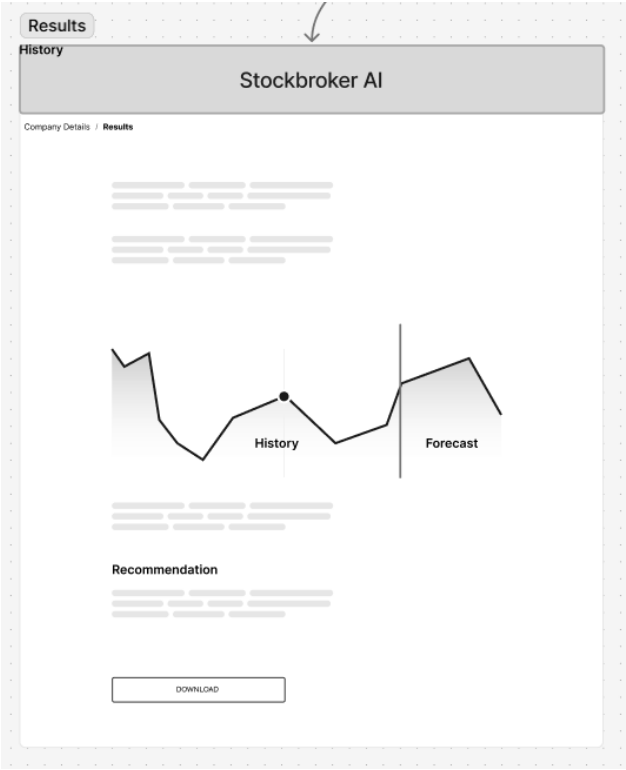 Results
History
Stockbroker AI
Company Details / Results
History
Forecast
Recommendation
DOWNLOAD